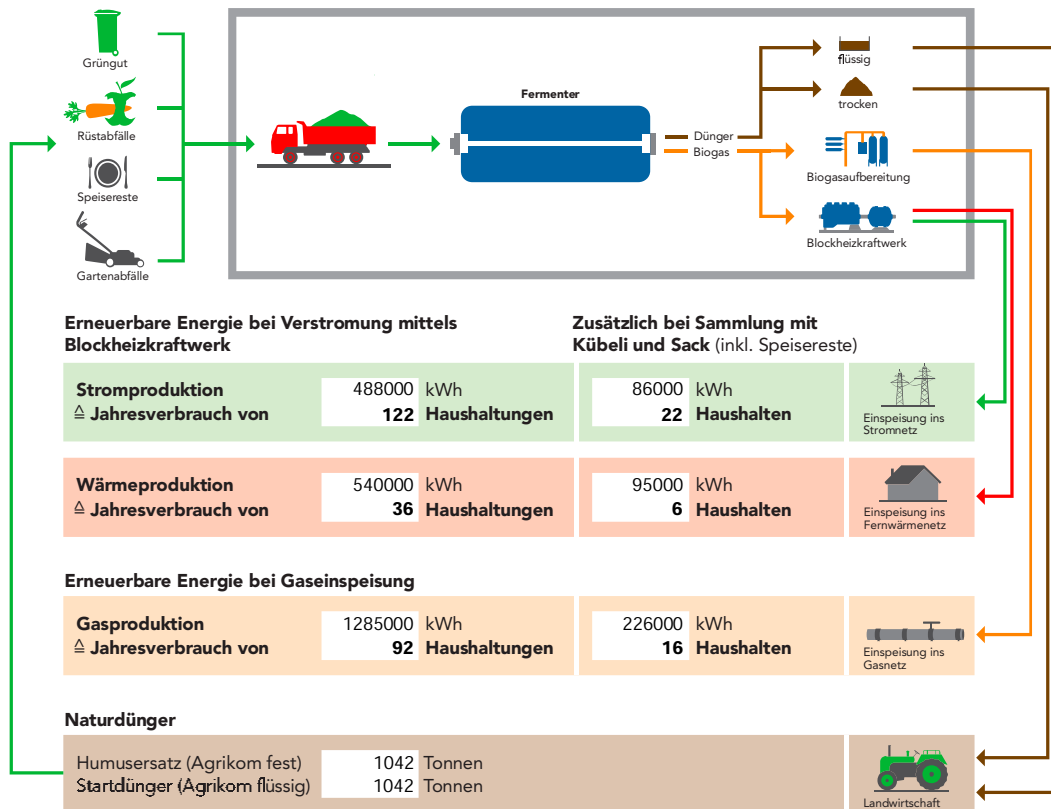 Grüngut
Rüstabfälle
Speisereste
Gartenabfälle
Fermenter
Dünger
Biogas
flüssig
trocken
Biogasaufbereitung
Blockheizkraftwerk
Erneuerbare Energie bei Verstromung mittels
Blockheizkraftwerk
Zusätzlich bei Sammlung mit
Kübeli und Sack (inkl. Speisereste)
Stromproduktion 488000 kWh 86000 kWh
≙ Jahresverbrauch von 122 Haushaltungen 22 Haushalten
Einspeisung ins
Stromnetz
Wärmeproduktion 540000 kWh 95000 kWh
≙ Jahresverbrauch von 36 Haushaltungen 6 Haushalten
Einspeisung ins
Fernwärmenetz
Erneuerbare Energie bei Gaseinspeisung
Gasproduktion 1285000 kWh 226000 kWh
≙ Jahresverbrauch von 92 Haushaltungen 16 Haushalten
Einspeisung ins
Gasnetz
Naturdünger
Humusersatz (Agrikom fest) 1042 Tonnen
Startdünger (Agrikom flüssig) 1042 Tonnen
Landwirtschaft